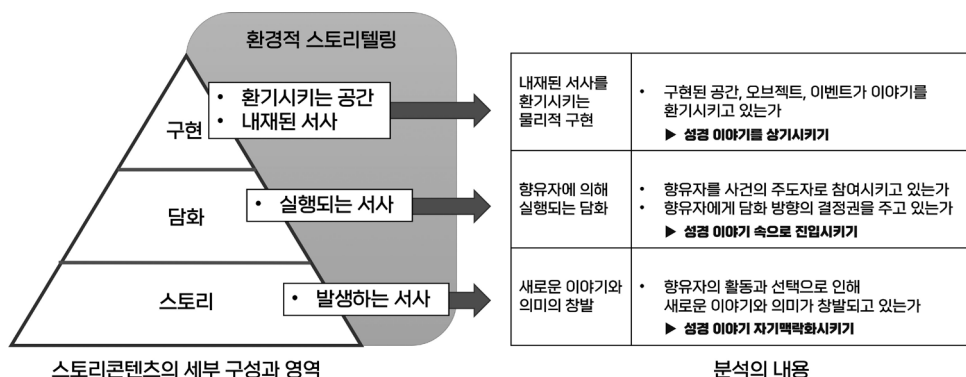 환경적 스토리텔링
구현
• 환기시키는 공간
• 내재된 서사
담화
• 실행되는 서사
스토리
• 발생하는 서사
스토리콘텐츠의 세부 구성과 영역
내재된 서사를
환기시키는
물리적 구현
• 구현된 공간, 오브젝트, 이벤트가 이야기를
환기시키고 있는가
▶ 성경 이야기를 상기시키기
향유자에 의해
실행되는 담화
• 향유자를 사건의 주도자로 참여시키고 있는가
• 향유자에게 담화 방향의 결정권을 주고 있는가
▶ 성경 이야기 속으로 진입시키기
새로운 이야기와
의미의 창발
• 향유자의 활동과 선택으로 인해
새로운 이야기와 의미가 창발되고 있는가
▶ 성경 이야기 자기맥락화시키기
분석의 내용